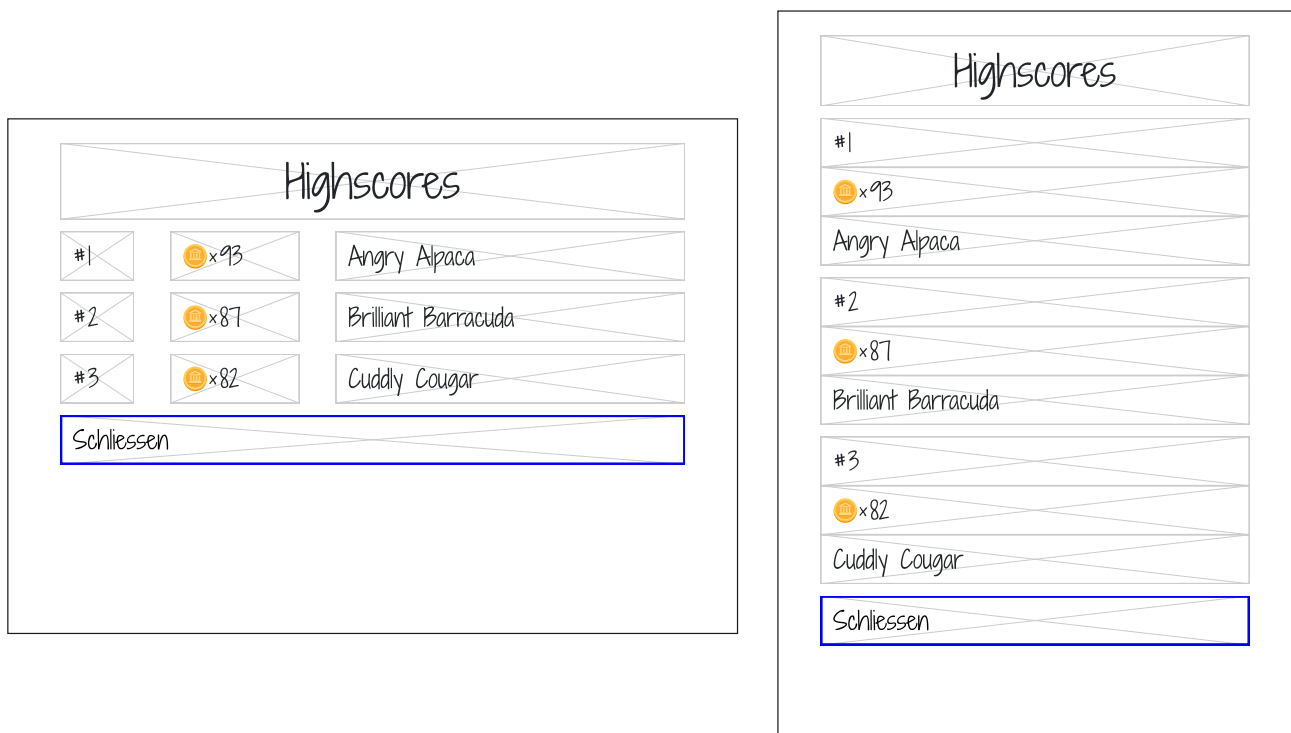 Highscores
#1 ×93 Angry Alpaca
#2 ×87 Brilliant Barracuda
#3 ×82 Cuddly Cougar
Schliessen
Highscores
#1
×93
Angry Alpaca
#2
×87
Brilliant Barracuda
#3
×82
Cuddly Cougar
Schliessen